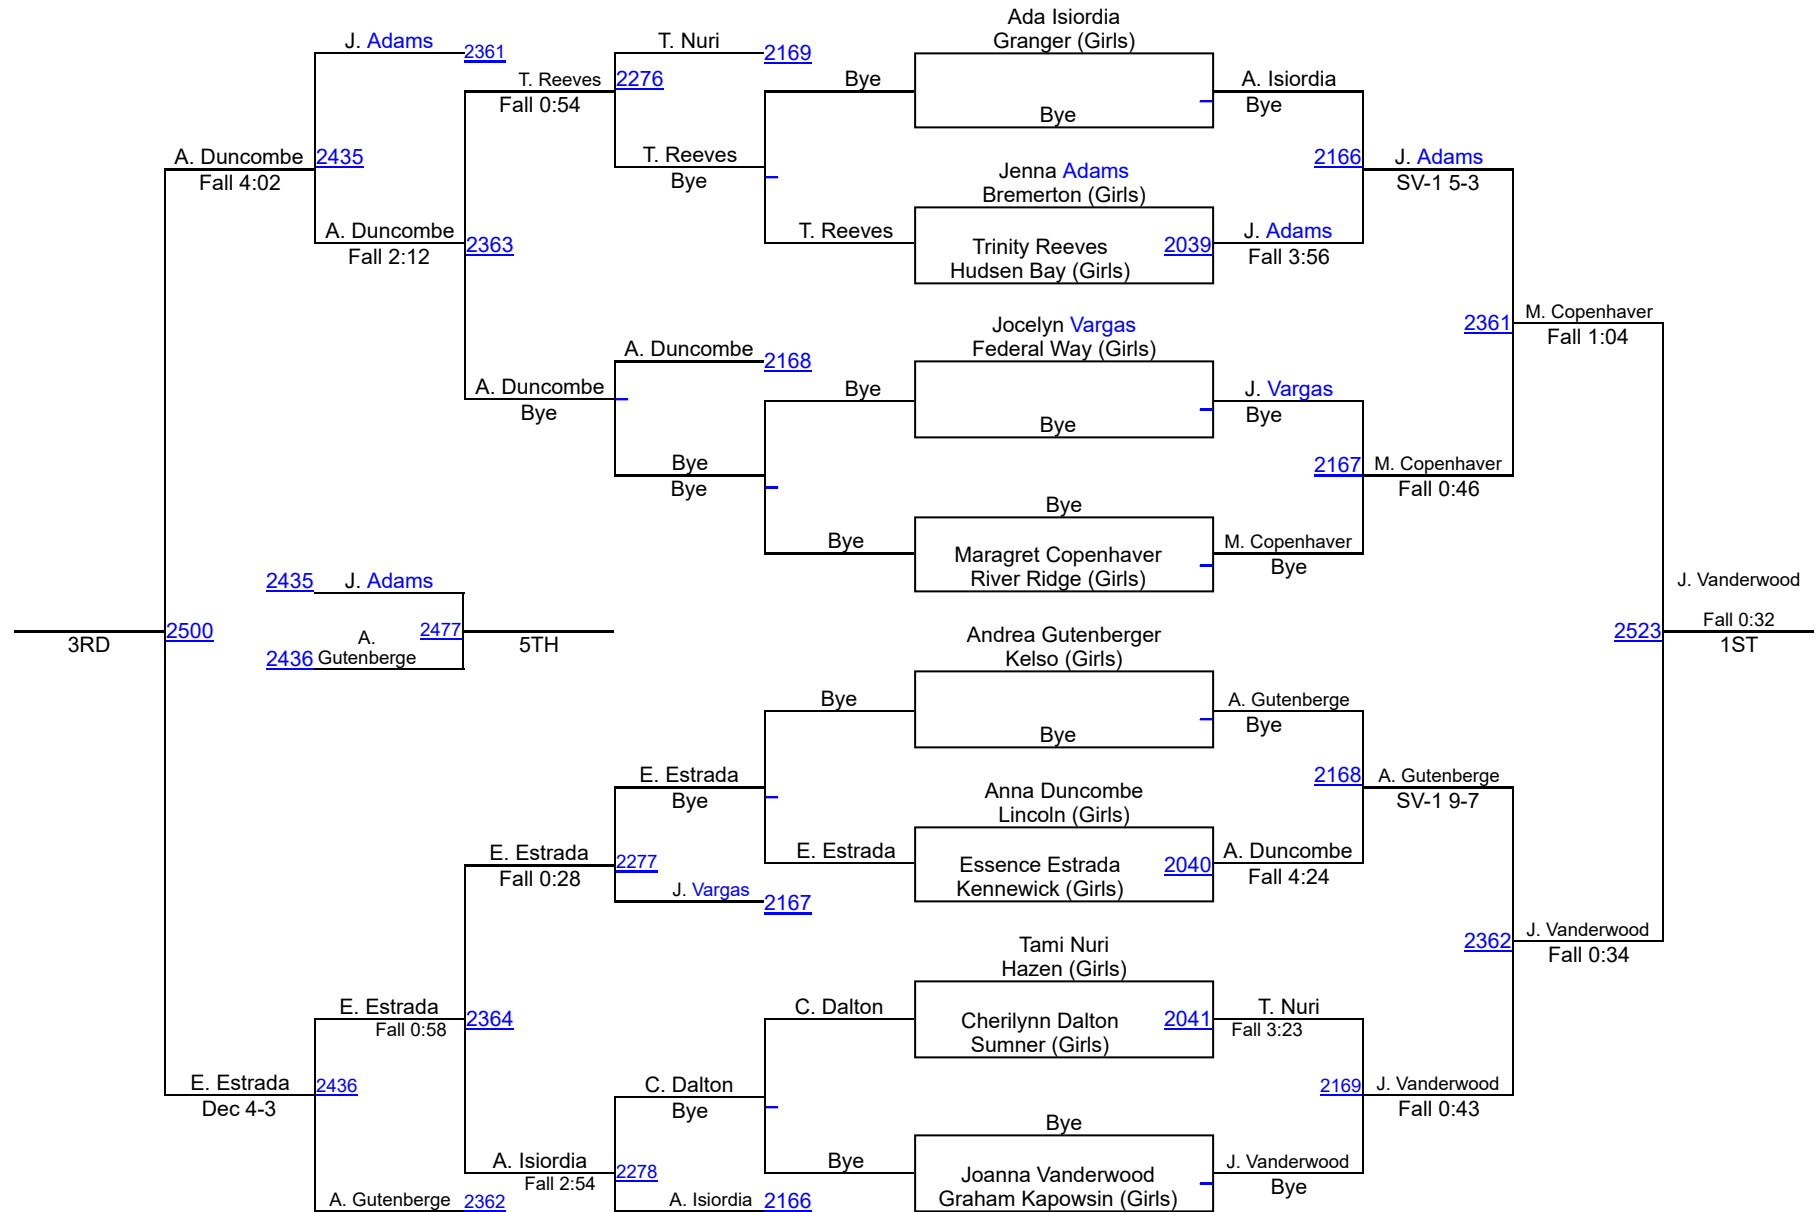 Ada Isiordia
J. Adams 2361 T. Nuri 2169 Granger (Girls)
T. Reeves 2276 Bye A. Isiordia
Fall 0:54 Bye Bye
A. Duncombe 2435 T. Reeves 2166 J. Adams
Fall 4:02 Bye Jenna Adams SV-1 5-3
Bremerton (Girls)
A. Duncombe 2363 T. Reeves Trinity Reeves 2039 J. Adams
Fall 2:12 Hudsen Bay (Girls) Fall 3:56
Jocelyn Vargas 2361 M. Copenhaver
A. Duncombe 2168 Federal Way (Girls) Fall 1:04
A. Duncombe Bye J. Vargas
Bye Bye Bye
Bye 2167 M. Copenhaver
Bye Fall 0:46
Bye
Bye Maragret Copenhaver M. Copenhaver
River Ridge (Girls) Bye
2435 J. Adams J. Vanderwood
Fall 0:32
2500 A. 2477 2523
3RD 5TH 1ST
2436 Gutenberge
Andrea Gutenberger
Kelso (Girls)
Bye A. Gutenberge
Bye Bye
E. Estrada 2168 A. Gutenberge
Bye Anna Duncombe SV-1 9-7
Lincoln (Girls)
E. Estrada 2277 E. Estrada Essence Estrada 2040 A. Duncombe
Fall 0:28 Kennewick (Girls) Fall 4:24
J. Vargas 2167
Tami Nuri 2362 J. Vanderwood
Hazen (Girls) Fall 0:34
E. Estrada 2364 C. Dalton Cherilynn Dalton 2041 T. Nuri
Fall 0:58 Sumner (Girls) Fall 3:23
E. Estrada 2436 C. Dalton 2169 J. Vanderwood
Dec 4-3 Bye Fall 0:43
Bye
A. Isiordia 2278 Bye Joanna Vanderwood J. Vanderwood
Fall 2:54 Bye
A. Gutenberge 2362 A. Isiordia 2166 Graham Kapowsin (Girls)